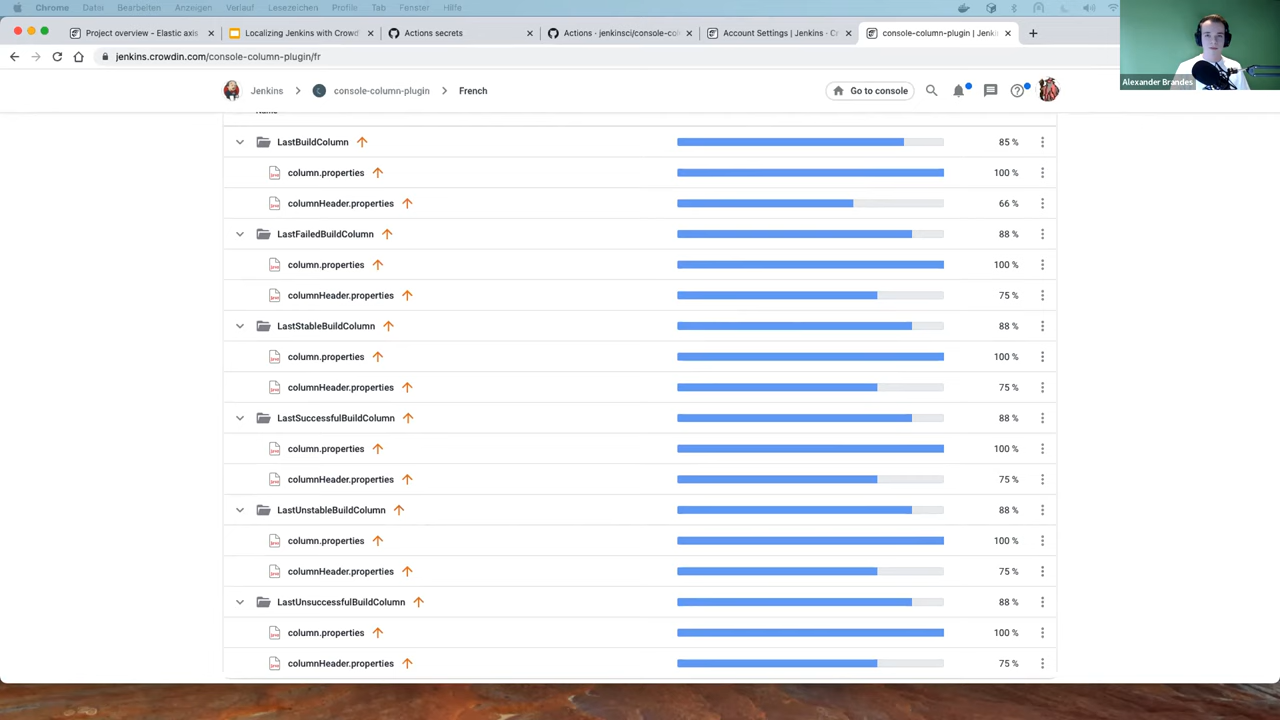 Chrome Datei Bearbeiten Anzeigen Verlauf Lesezeichen Profile Tab Fenster Hilfe
Project overview - Elastic axis
Localizing Jenkins with Crowd
Actions secrets
Actions · jenkinsci/console-col
Account Settings | Jenkins - Cr
console-column-plugin | Jenki
jenkins.crowdin.com/console-column-plugin/fr
Alexander Brandes
Jenkins
console-column-plugin
French
Go to console
Name
LastBuildColumn 85 %
column.properties 100 %
columnHeader.properties 66 %
LastFailedBuildColumn 88 %
column.properties 100 %
columnHeader.properties 75 %
LastStableBuildColumn 88 %
column.properties 100 %
columnHeader.properties 75 %
LastSuccessfulBuildColumn 88 %
column.properties 100 %
columnHeader.properties 75 %
LastUnstableBuildColumn 88 %
column.properties 100 %
columnHeader.properties 75 %
LastUnsuccessfulBuildColumn 88 %
column.properties 100 %
columnHeader.properties 75 %